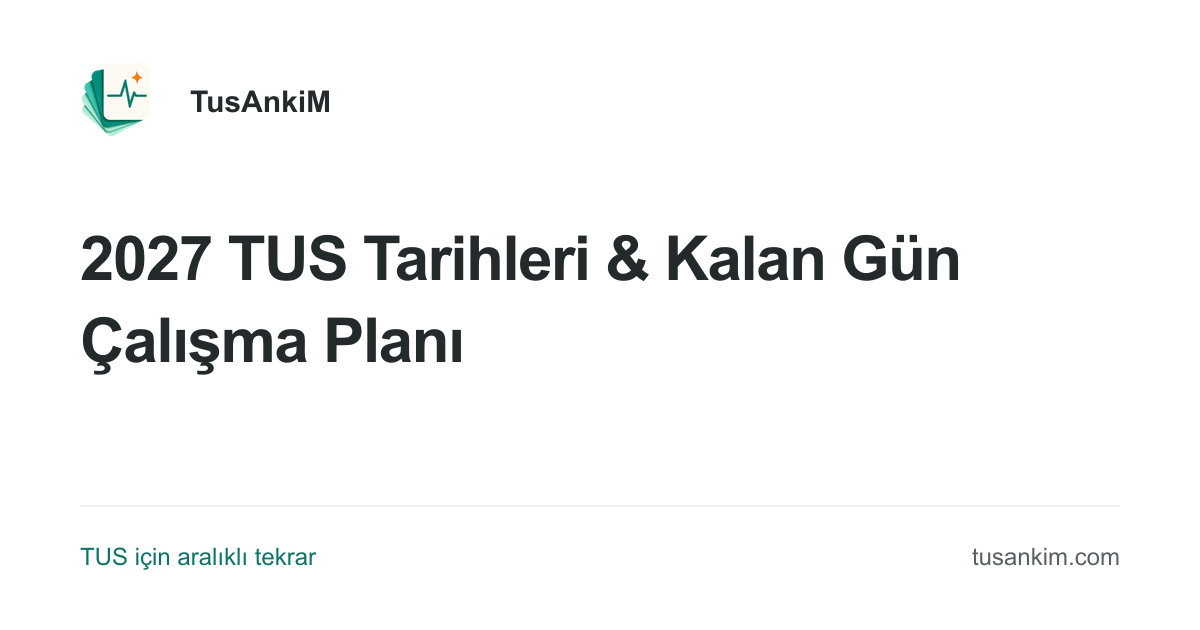 TusAnkiM
2027 TUS Tarihleri & Kalan Gün
Çalışma Planı
TUS için aralıklı tekrar
tusankim.com